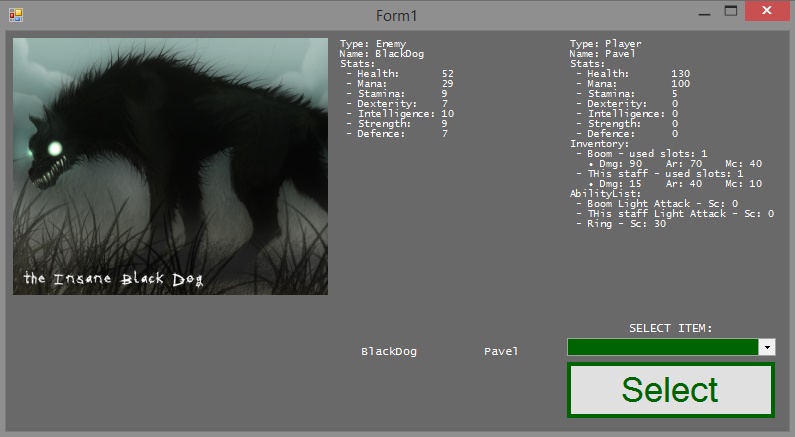 Form1
the Insane Black Dog
Type: Enemy
Name: BlackDog
Stats:
- Health: 52
- Mana: 29
- Stamina: 9
- Dexterity: 7
- Intelligence: 10
- Strength: 9
- Defence: 7
Type: Player
Name: Pavel
Stats:
- Health: 130
- Mana: 100
- Stamina: 5
- Dexterity: 0
- Intelligence: 0
- Strength: 0
- Defence: 0
Inventory:
- Boom - used slots: 1
• Dmg: 90 Ar: 70 Mc: 40
- THis staff - used slots: 1
• Dmg: 15 Ar: 40 Mc: 10
AbilityList:
- Boom Light Attack - Sc: 0
- THis staff Light Attack - Sc: 0
- Ring - Sc: 30
BlackDog Pavel
SELECT ITEM:
Select